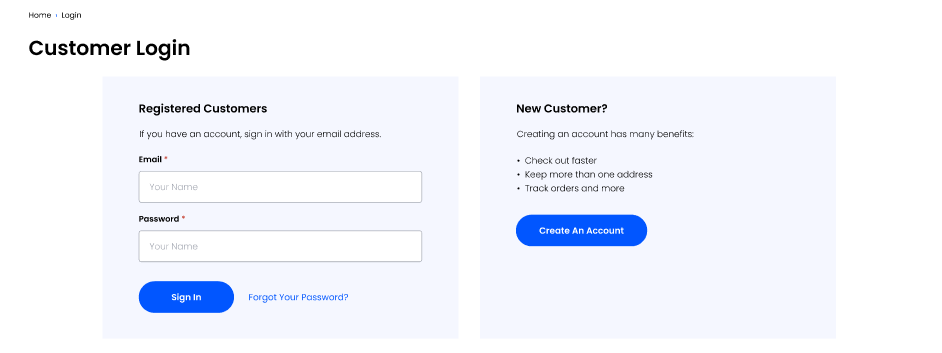 Home › Login
Customer Login
Registered Customers
If you have an account, sign in with your email address.
Email *
Your Name
Password *
Your Name
Sign In
Forgot Your Password?
New Customer?
Creating an account has many benefits:
• Check out faster
• Keep more than one address
• Track orders and more
Create An Account